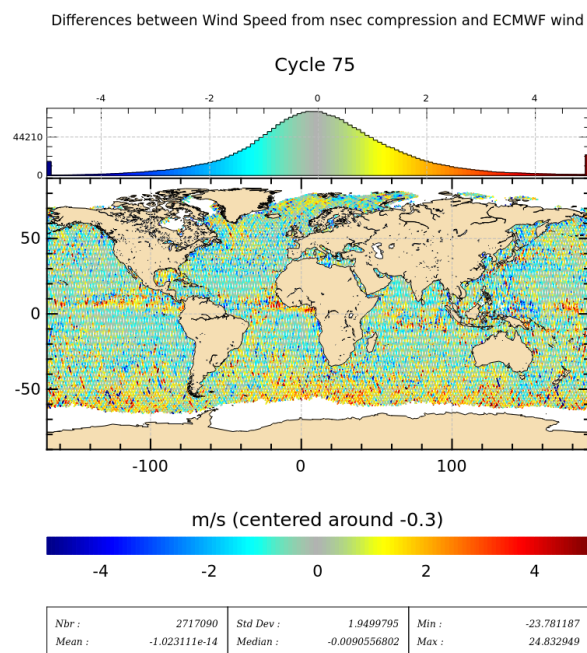 Differences between Wind Speed from nsec compression and ECMWF wind
Cycle 75
-4 -2 0 2 4
44210
0
50
0
-50
-100 0 100
m/s (centered around -0.3)
-4 -2 0 2 4
Nbr : 2717090 Std Dev : 1.9499795 Min : -23.781187
Mean : -1.023111e-14 Median : -0.0090556802 Max : 24.832949